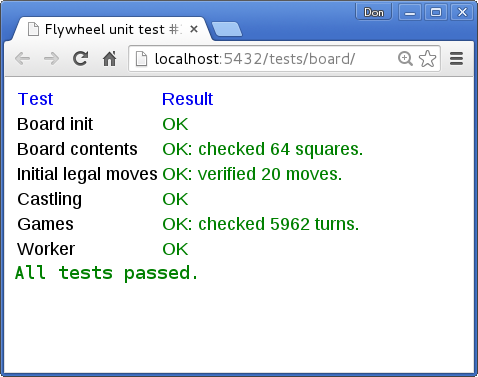 Don
Flywheel unit test #
localhost:5432/tests/board/
Test Result
Board init OK
Board contents OK: checked 64 squares.
Initial legal moves OK: verified 20 moves.
Castling OK
Games OK: checked 5962 turns.
Worker OK
All tests passed.